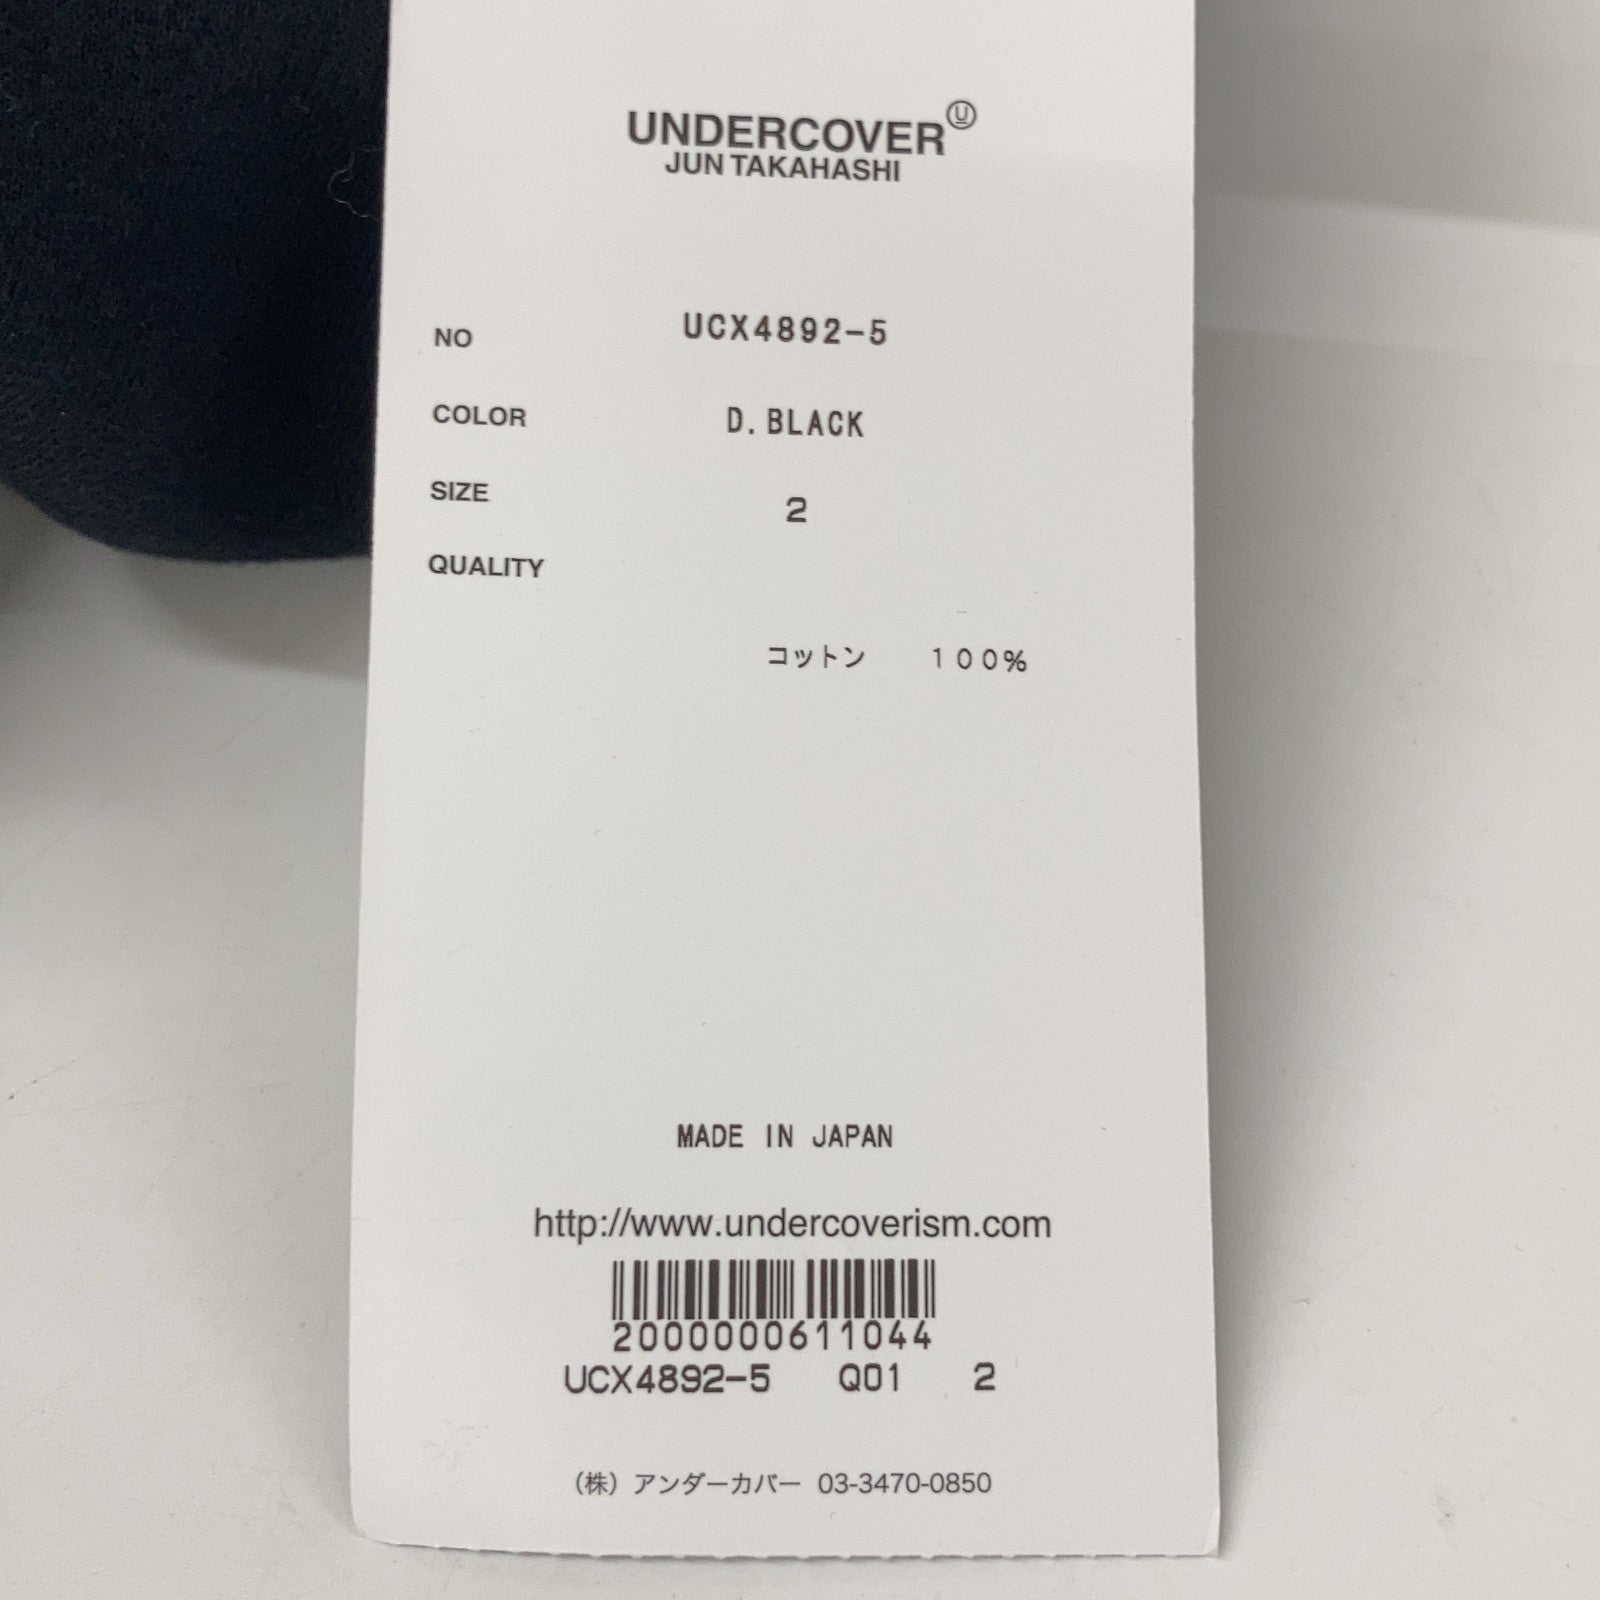 UNDERCOVER Ⓤ
JUN TAKAHASHI
NO UCX4892-5
COLOR D. BLACK
SIZE 2
QUALITY
コットン 100%
MADE IN JAPAN
http://www.undercoverism.com
2000000611044
UCX4892-5 Q01 2
（株）アンダーカバー 03-3470-0850